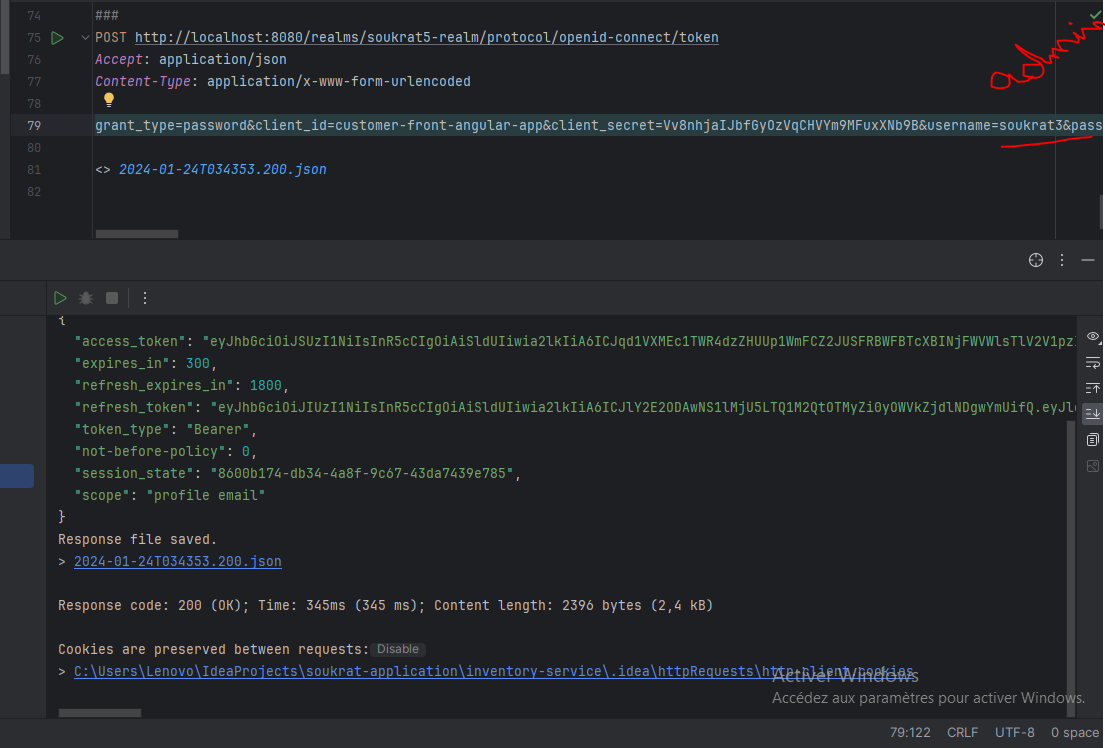 74 ###
75 POST http://localhost:8080/realms/soukrat5-realm/protocol/openid-connect/token
76 Accept: application/json
77 Content-Type: application/x-www-form-urlencoded
78
79 grant_type=password&client_id=customer-front-angular-app&client_secret=Vv8nhjaIJbfGyOzVqCHVYm9MFuxXNb9B&username=soukrat3&pass
80
81 <> 2024-01-24T034353.200.json
82
admin
{
"access_token": "eyJhbGciOiJSUzI1NiIsInR5cCIgOiAiSldUIiwia2lkIiA6ICJqd1VXMEc1TWR4dzZHUUp1WmFCZ2JUSFRBWFBTcXBINjFWVWlsTlV2V1pz
"expires_in": 300,
"refresh_expires_in": 1800,
"refresh_token": "eyJhbGciOiJIUzI1NiIsInR5cCIgOiAiSldUIiwia2lkIiA6ICJlY2E2ODAwNS1lMjU5LTQ1M2QtOTMyZi0yOWVkZjdlNDgwYmUifQ.eyJl
"token_type": "Bearer",
"not-before-policy": 0,
"session_state": "8600b174-db34-4a8f-9c67-43da7439e785",
"scope": "profile email"
}
Response file saved.
> 2024-01-24T034353.200.json
Response code: 200 (OK); Time: 345ms (345 ms); Content length: 2396 bytes (2,4 kB)
Cookies are preserved between requests: Disable
> C:\Users\Lenovo\IdeaProjects\soukrat-application\inventory-service\.idea\httpRequests\http-client.cookies
Activer Windows
Accédez aux paramètres pour activer Windows.
79:122 CRLF UTF-8 0 space